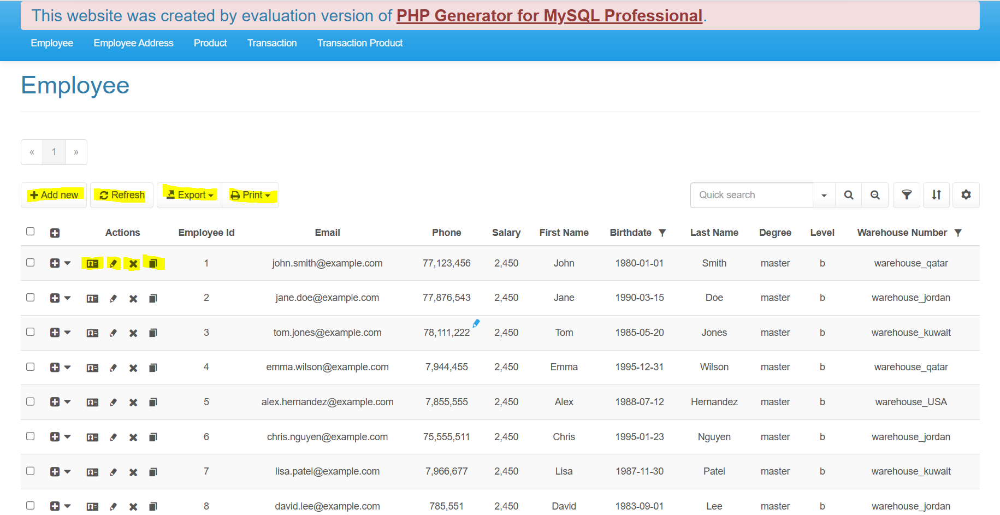 This website was created by evaluation version of PHP Generator for MySQL Professional.
Employee Employee Address Product Transaction Transaction Product
Employee
« 1 »
Add new Refresh Export Print Quick search
Actions Employee Id Email Phone Salary First Name Birthdate Last Name Degree Level Warehouse Number
1 john.smith@example.com 77,123,456 2,450 John 1980-01-01 Smith master b warehouse_qatar
2 jane.doe@example.com 77,876,543 2,450 Jane 1990-03-15 Doe master b warehouse_jordan
3 tom.jones@example.com 78,111,222 2,450 Tom 1985-05-20 Jones master b warehouse_kuwait
4 emma.wilson@example.com 7,944,455 2,450 Emma 1995-12-31 Wilson master b warehouse_qatar
5 alex.hernandez@example.com 7,855,555 2,450 Alex 1988-07-12 Hernandez master b warehouse_USA
6 chris.nguyen@example.com 75,555,511 2,450 Chris 1995-01-23 Nguyen master b warehouse_jordan
7 lisa.patel@example.com 7,966,677 2,450 Lisa 1987-11-30 Patel master b warehouse_kuwait
8 david.lee@example.com 785,551 2,450 David 1983-09-01 Lee master b warehouse_jordan